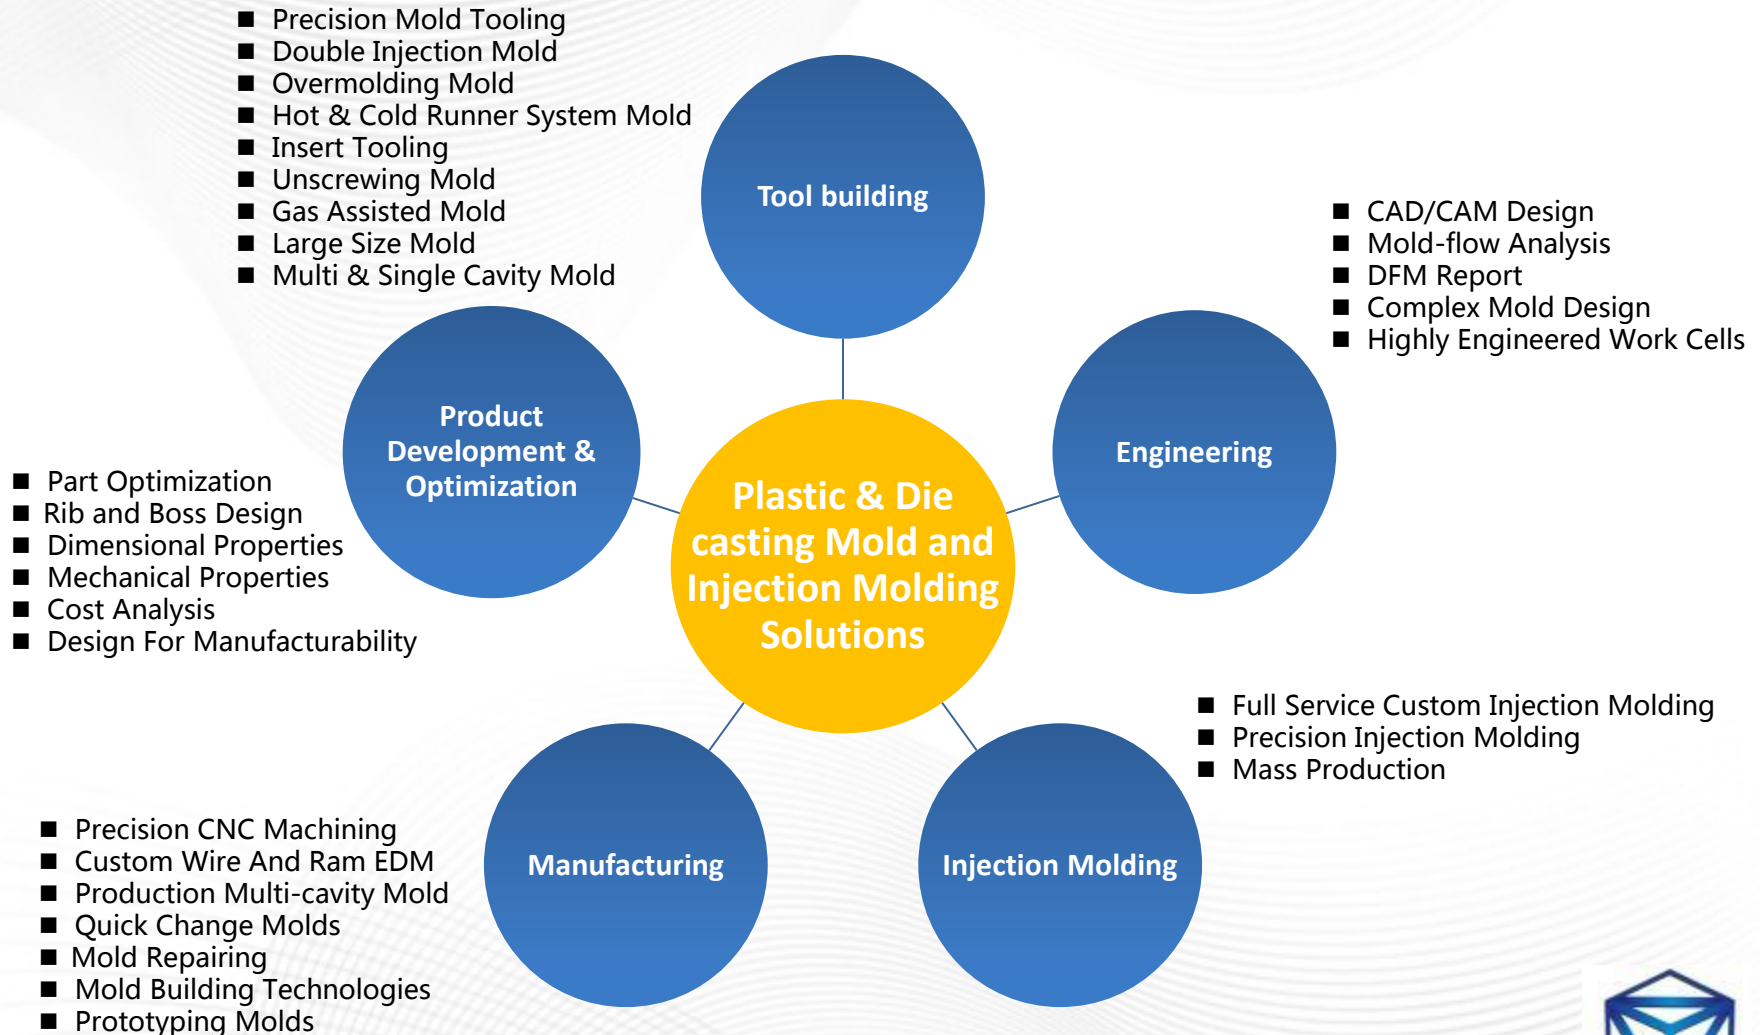 ■ Precision Mold Tooling
■ Double Injection Mold
■ Overmolding Mold
■ Hot & Cold Runner System Mold
■ Insert Tooling
■ Unscrewing Mold
■ Gas Assisted Mold
■ Large Size Mold
■ Multi & Single Cavity Mold
Tool building
■ CAD/CAM Design
■ Mold-flow Analysis
■ DFM Report
■ Complex Mold Design
■ Highly Engineered Work Cells
Engineering
Product
Development &
Optimization
■ Part Optimization
■ Rib and Boss Design
■ Dimensional Properties
■ Mechanical Properties
■ Cost Analysis
■ Design For Manufacturability
Plastic & Die
casting Mold and
Injection Molding
Solutions
■ Full Service Custom Injection Molding
■ Precision Injection Molding
■ Mass Production
Injection Molding
Manufacturing
■ Precision CNC Machining
■ Custom Wire And Ram EDM
■ Production Multi-cavity Mold
■ Quick Change Molds
■ Mold Repairing
■ Mold Building Technologies
■ Prototyping Molds